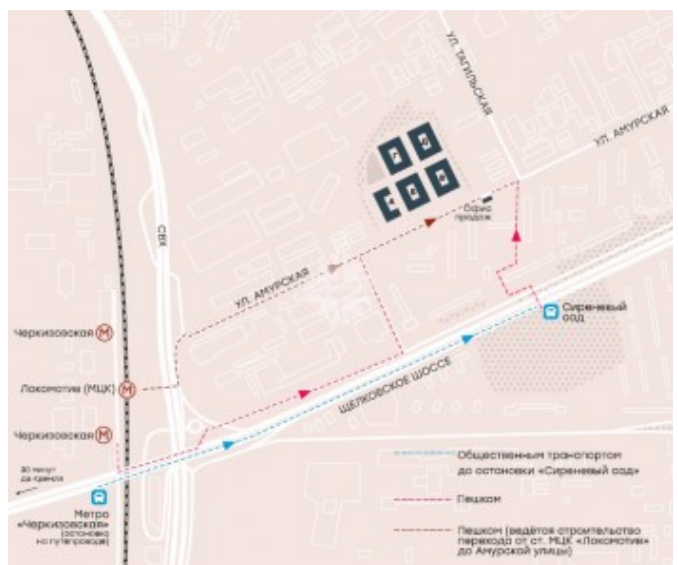 УЛ. ТАГИЛЬСКАЯ
УЛ. АМУРСКАЯ
Офис
продаж
СВХ
УЛ. АМУРСКАЯ
Сиреневый
сад
Черкизовская
М
Локомотив (МЦК)
М
ЩЕЛКОВСКОЕ ШОССЕ
Черкизовская
М
30 минут
до кремля
Метро
«Черкизовская»
(остановка
на путепроводе)
Общественным транспортом
до остановки «Сиреневый сад»
Пешком
Пешком (ведётся строительство
перехода от ст. МЦК «Локомотив»
до Амурской улицы)